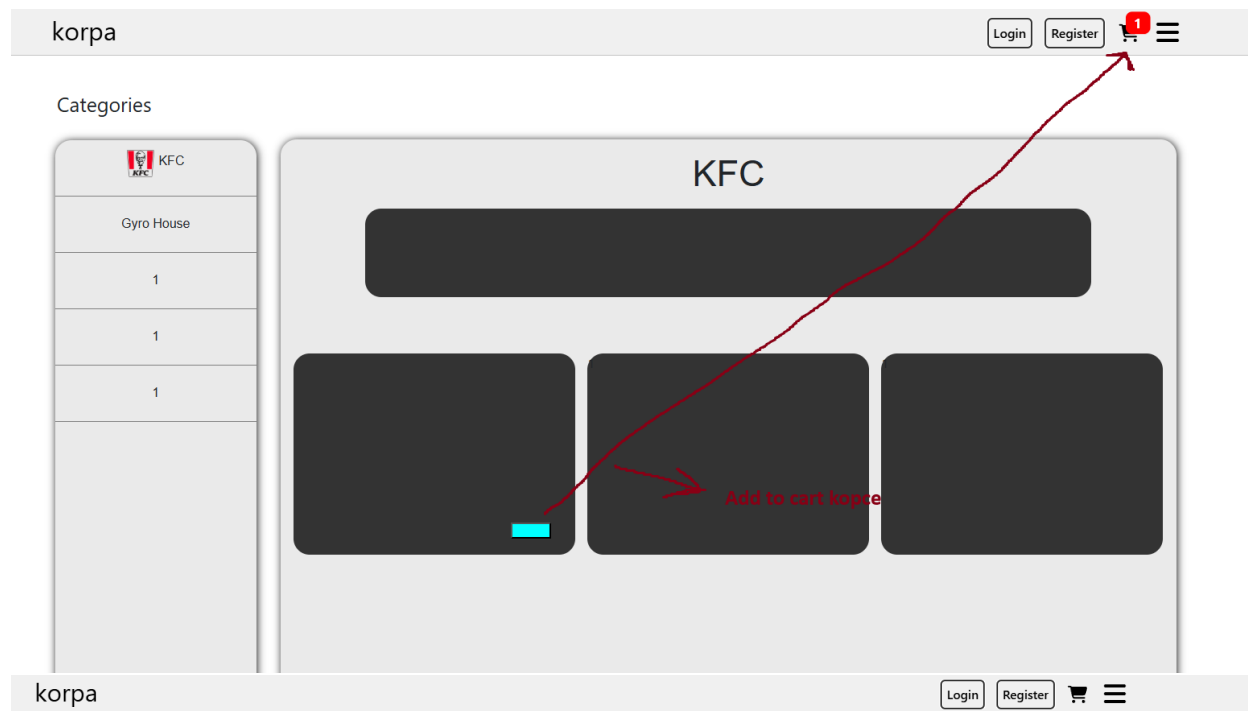 korpa
Login Register 1
Categories
KFC KFC
KFC
Gyro House
1
1
1
Add to cart kopce
korpa
Login Register